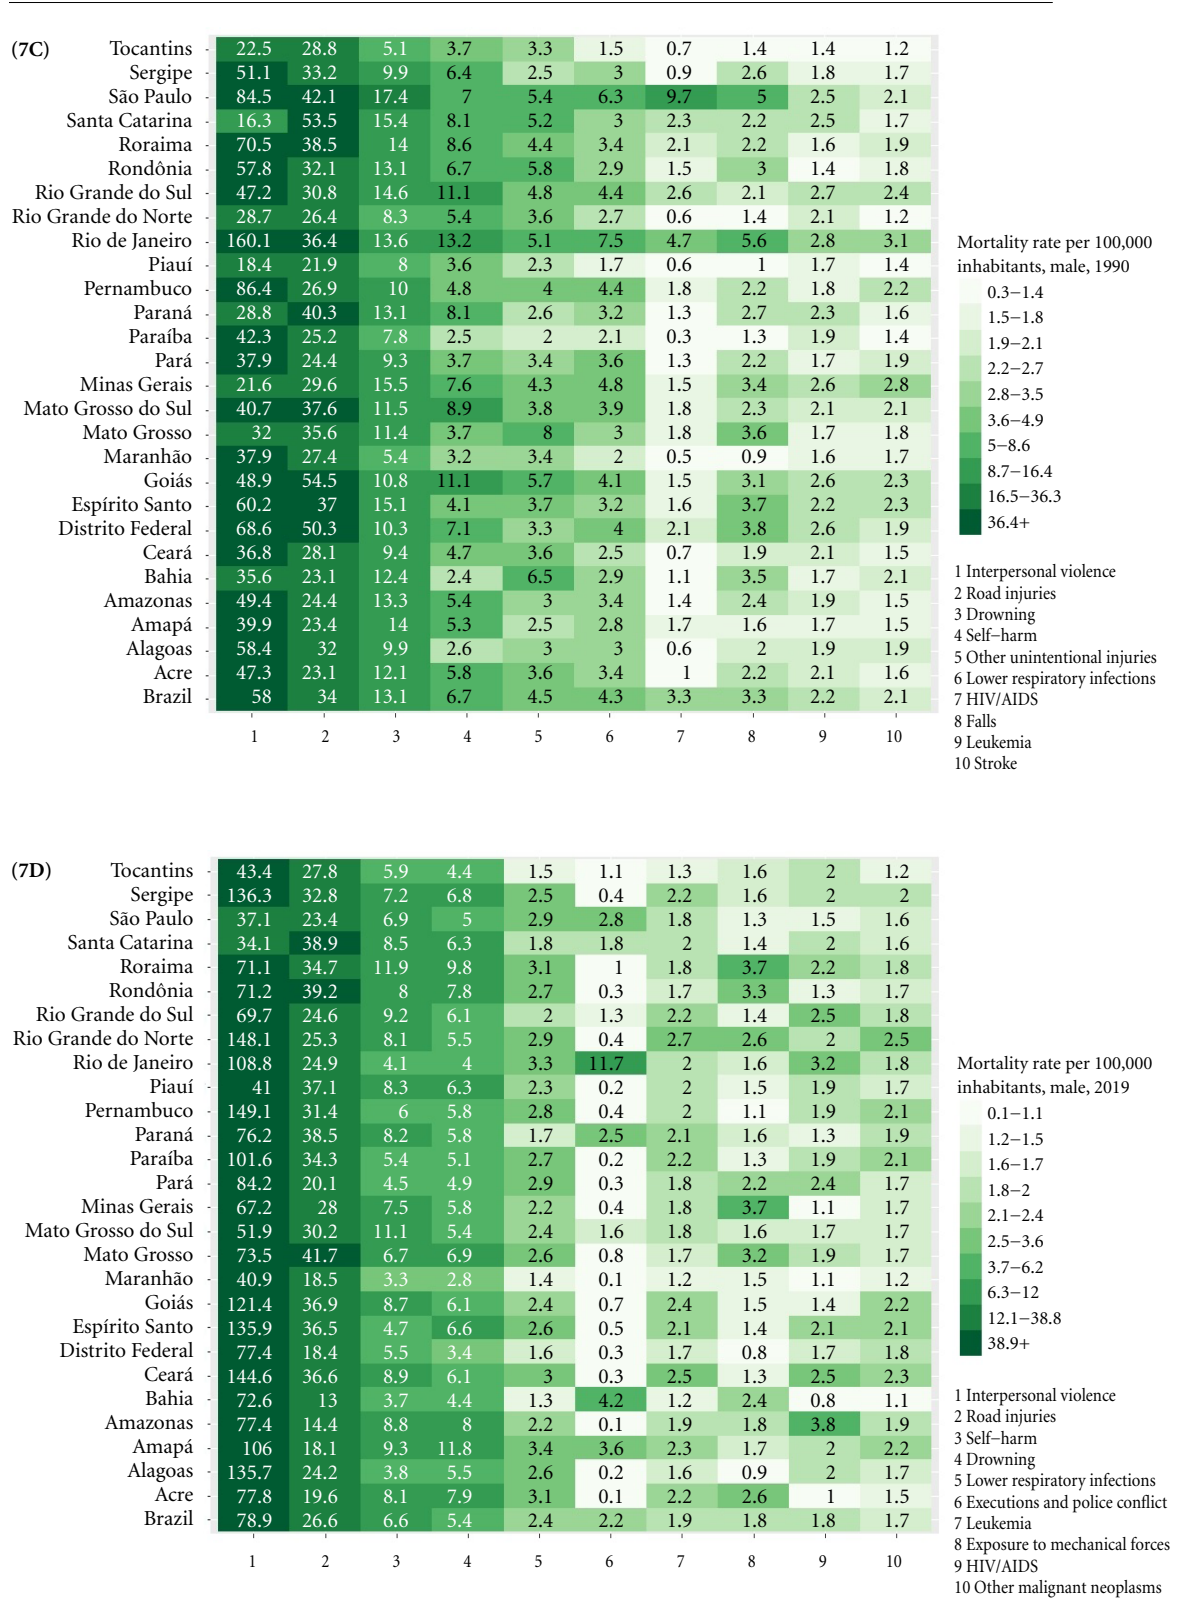 (7C)
Tocantins 22.5 28.8 5.1 3.7 3.3 1.5 0.7 1.4 1.4 1.2
Sergipe 51.1 33.2 9.9 6.4 2.5 3 0.9 2.6 1.8 1.7
São Paulo 84.5 42.1 17.4 7 5.4 6.3 9.7 5 2.5 2.1
Santa Catarina 16.3 53.5 15.4 8.1 5.2 3 2.3 2.2 2.5 1.7
Roraima 70.5 38.5 14 8.6 4.4 3.4 2.1 2.2 1.6 1.9
Rondônia 57.8 32.1 13.1 6.7 5.8 2.9 1.5 3 1.4 1.8
Rio Grande do Sul 47.2 30.8 14.6 11.1 4.8 4.4 2.6 2.1 2.7 2.4
Rio Grande do Norte 28.7 26.4 8.3 5.4 3.6 2.7 0.6 1.4 2.1 1.2
Rio de Janeiro 160.1 36.4 13.6 13.2 5.1 7.5 4.7 5.6 2.8 3.1
Piauí 18.4 21.9 8 3.6 2.3 1.7 0.6 1 1.7 1.4
Pernambuco 86.4 26.9 10 4.8 4 4.4 1.8 2.2 1.8 2.2
Paraná 28.8 40.3 13.1 8.1 2.6 3.2 1.3 2.7 2.3 1.6
Paraíba 42.3 25.2 7.8 2.5 2 2.1 0.3 1.3 1.9 1.4
Pará 37.9 24.4 9.3 3.7 3.4 3.6 1.3 2.2 1.7 1.9
Minas Gerais 21.6 29.6 15.5 7.6 4.3 4.8 1.5 3.4 2.6 2.8
Mato Grosso do Sul 40.7 37.6 11.5 8.9 3.8 3.9 1.8 2.3 2.1 2.1
Mato Grosso 32 35.6 11.4 3.7 8 3 1.8 3.6 1.7 1.8
Maranhão 37.9 27.4 5.4 3.2 3.4 2 0.5 0.9 1.6 1.7
Goiás 48.9 54.5 10.8 11.1 5.7 4.1 1.5 3.1 2.6 2.3
Espírito Santo 60.2 37 15.1 4.1 3.7 3.2 1.6 3.7 2.2 2.3
Distrito Federal 68.6 50.3 10.3 7.1 3.3 4 2.1 3.8 2.6 1.9
Ceará 36.8 28.1 9.4 4.7 3.6 2.5 0.7 1.9 2.1 1.5
Bahia 35.6 23.1 12.4 2.4 6.5 2.9 1.1 3.5 1.7 2.1
Amazonas 49.4 24.4 13.3 5.4 3 3.4 1.4 2.4 1.9 1.5
Amapá 39.9 23.4 14 5.3 2.5 2.8 1.7 1.6 1.7 1.5
Alagoas 58.4 32 9.9 2.6 3 3 0.6 2 1.9 1.9
Acre 47.3 23.1 12.1 5.8 3.6 3.4 1 2.2 2.1 1.6
Brazil 58 34 13.1 6.7 4.5 4.3 3.3 3.3 2.2 2.1
1 2 3 4 5 6 7 8 9 10
Mortality rate per 100,000
inhabitants, male, 1990
0.3−1.4
1.5−1.8
1.9−2.1
2.2−2.7
2.8−3.5
3.6−4.9
5−8.6
8.7−16.4
16.5−36.3
36.4+
1 Interpersonal violence
2 Road injuries
3 Drowning
4 Self−harm
5 Other unintentional injuries
6 Lower respiratory infections
7 HIV/AIDS
8 Falls
9 Leukemia
10 Stroke
(7D)
Tocantins 43.4 27.8 5.9 4.4 1.5 1.1 1.3 1.6 2 1.2
Sergipe 136.3 32.8 7.2 6.8 2.5 0.4 2.2 1.6 2 2
São Paulo 37.1 23.4 6.9 5 2.9 2.8 1.8 1.3 1.5 1.6
Santa Catarina 34.1 38.9 8.5 6.3 1.8 1.8 2 1.4 2 1.6
Roraima 71.1 34.7 11.9 9.8 3.1 1 1.8 3.7 2.2 1.8
Rondônia 71.2 39.2 8 7.8 2.7 0.3 1.7 3.3 1.3 1.7
Rio Grande do Sul 69.7 24.6 9.2 6.1 2 1.3 2.2 1.4 2.5 1.8
Rio Grande do Norte 148.1 25.3 8.1 5.5 2.9 0.4 2.7 2.6 2 2.5
Rio de Janeiro 108.8 24.9 4.1 4 3.3 11.7 2 1.6 3.2 1.8
Piauí 41 37.1 8.3 6.3 2.3 0.2 2 1.5 1.9 1.7
Pernambuco 149.1 31.4 6 5.8 2.8 0.4 2 1.1 1.9 2.1
Paraná 76.2 38.5 8.2 5.8 1.7 2.5 2.1 1.6 1.3 1.9
Paraíba 101.6 34.3 5.4 5.1 2.7 0.2 2.2 1.3 1.9 2.1
Pará 84.2 20.1 4.5 4.9 2.9 0.3 1.8 2.2 2.4 1.7
Minas Gerais 67.2 28 7.5 5.8 2.2 0.4 1.8 3.7 1.1 1.7
Mato Grosso do Sul 51.9 30.2 11.1 5.4 2.4 1.6 1.8 1.6 1.7 1.7
Mato Grosso 73.5 41.7 6.7 6.9 2.6 0.8 1.7 3.2 1.9 1.7
Maranhão 40.9 18.5 3.3 2.8 1.4 0.1 1.2 1.5 1.1 1.2
Goiás 121.4 36.9 8.7 6.1 2.4 0.7 2.4 1.5 1.4 2.2
Espírito Santo 135.9 36.5 4.7 6.6 2.6 0.5 2.1 1.4 2.1 2.1
Distrito Federal 77.4 18.4 5.5 3.4 1.6 0.3 1.7 0.8 1.7 1.8
Ceará 144.6 36.6 8.9 6.1 3 0.3 2.5 1.3 2.5 2.3
Bahia 72.6 13 3.7 4.4 1.3 4.2 1.2 2.4 0.8 1.1
Amazonas 77.4 14.4 8.8 8 2.2 0.1 1.9 1.8 3.8 1.9
Amapá 106 18.1 9.3 11.8 3.4 3.6 2.3 1.7 2 2.2
Alagoas 135.7 24.2 3.8 5.5 2.6 0.2 1.6 0.9 2 1.7
Acre 77.8 19.6 8.1 7.9 3.1 0.1 2.2 2.6 1 1.5
Brazil 78.9 26.6 6.6 5.4 2.4 2.2 1.9 1.8 1.8 1.7
1 2 3 4 5 6 7 8 9 10
Mortality rate per 100,000
inhabitants, male, 2019
0.1−1.1
1.2−1.5
1.6−1.7
1.8−2
2.1−2.4
2.5−3.6
3.7−6.2
6.3−12
12.1−38.8
38.9+
1 Interpersonal violence
2 Road injuries
3 Self−harm
4 Drowning
5 Lower respiratory infections
6 Executions and police conflict
7 Leukemia
8 Exposure to mechanical forces
9 HIV/AIDS
10 Other malignant neoplasms